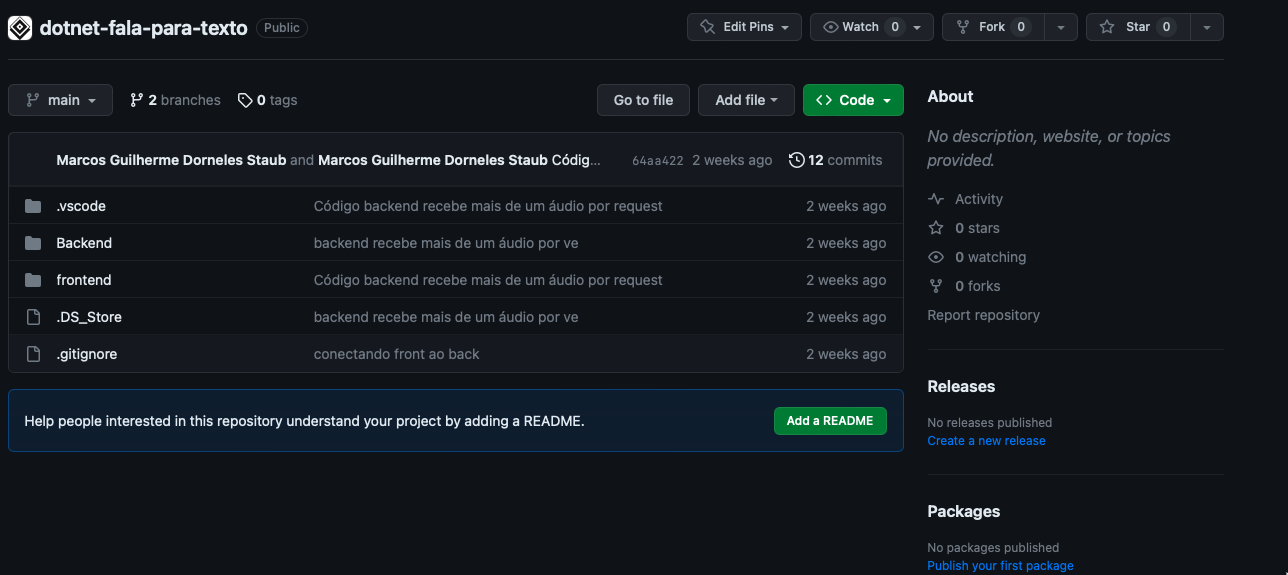 dotnet-fala-para-texto Public Edit Pins Watch 0 Fork 0 Star 0
main 2 branches 0 tags Go to file Add file <> Code
Marcos Guilherme Dorneles Staub and Marcos Guilherme Dorneles Staub Códig... 64aa422 2 weeks ago 12 commits
.vscode Código backend recebe mais de um áudio por request 2 weeks ago
Backend backend recebe mais de um áudio por ve 2 weeks ago
frontend Código backend recebe mais de um áudio por request 2 weeks ago
.DS_Store backend recebe mais de um áudio por ve 2 weeks ago
.gitignore conectando front ao back 2 weeks ago
Help people interested in this repository understand your project by adding a README. Add a README
About
No description, website, or topics
provided.
Activity
0 stars
0 watching
0 forks
Report repository
Releases
No releases published
Create a new release
Packages
No packages published
Publish your first package